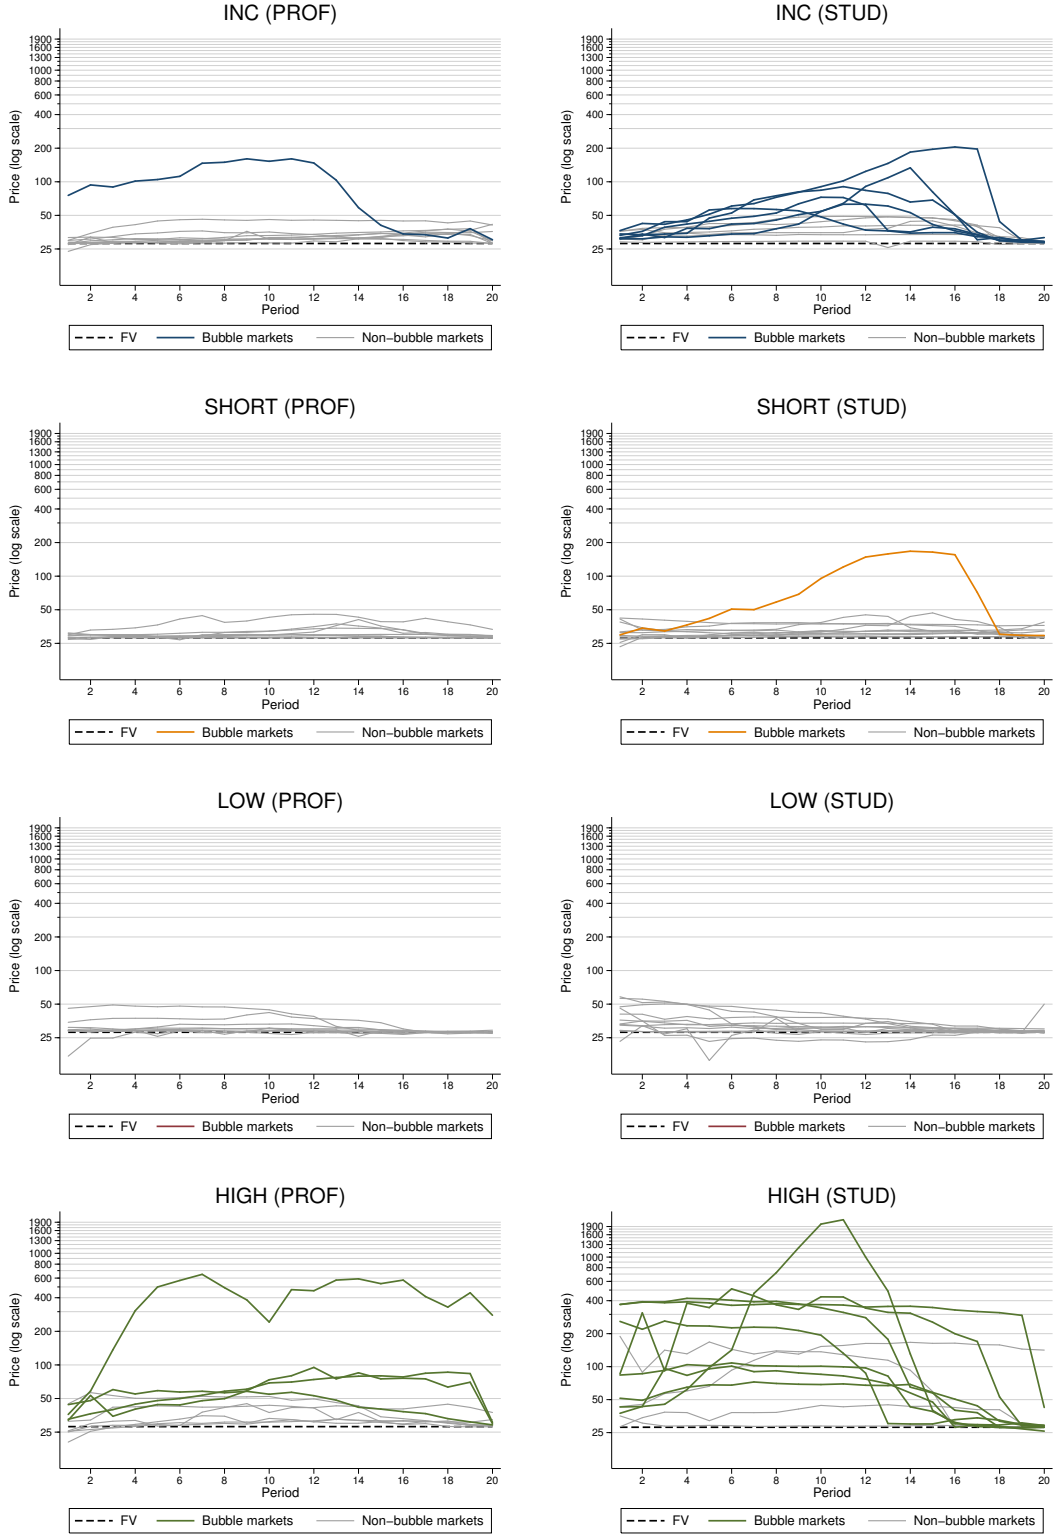 INC (PROF)
1900
1600
1300
1000
800
600
400
200
100
50
25
Price (log scale)
2 4 6 8 10 12 14 16 18 20
Period
FV Bubble markets Non−bubble markets
INC (STUD)
1900
1600
1300
1000
800
600
400
200
100
50
25
Price (log scale)
2 4 6 8 10 12 14 16 18 20
Period
FV Bubble markets Non−bubble markets
SHORT (PROF)
1900
1600
1300
1000
800
600
400
200
100
50
25
Price (log scale)
2 4 6 8 10 12 14 16 18 20
Period
FV Bubble markets Non−bubble markets
SHORT (STUD)
1900
1600
1300
1000
800
600
400
200
100
50
25
Price (log scale)
2 4 6 8 10 12 14 16 18 20
Period
FV Bubble markets Non−bubble markets
LOW (PROF)
1900
1600
1300
1000
800
600
400
200
100
50
25
Price (log scale)
2 4 6 8 10 12 14 16 18 20
Period
FV Bubble markets Non−bubble markets
LOW (STUD)
1900
1600
1300
1000
800
600
400
200
100
50
25
Price (log scale)
2 4 6 8 10 12 14 16 18 20
Period
FV Bubble markets Non−bubble markets
HIGH (PROF)
1900
1600
1300
1000
800
600
400
200
100
50
25
Price (log scale)
2 4 6 8 10 12 14 16 18 20
Period
FV Bubble markets Non−bubble markets
HIGH (STUD)
1900
1600
1300
1000
800
600
400
200
100
50
25
Price (log scale)
2 4 6 8 10 12 14 16 18 20
Period
FV Bubble markets Non−bubble markets